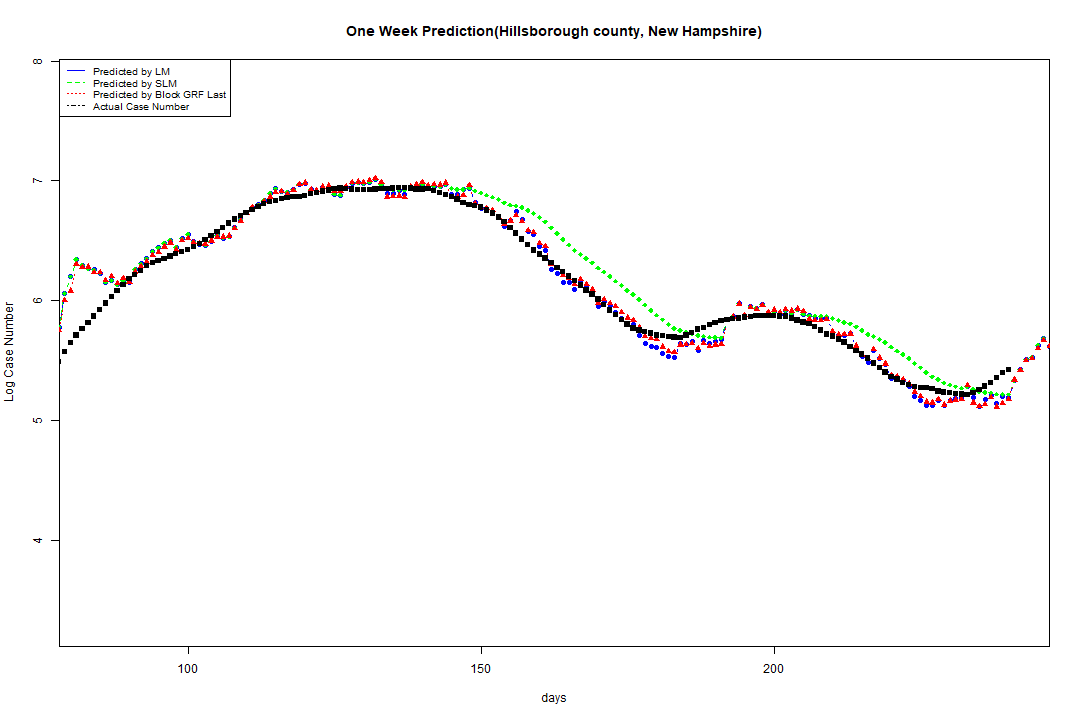 One Week Prediction(Hillsborough county, New Hampshire)
Predicted by LM
Predicted by SLM
Predicted by Block GRF Last
Actual Case Number
8
7
6
5
4
Log Case Number
100
150
200
days